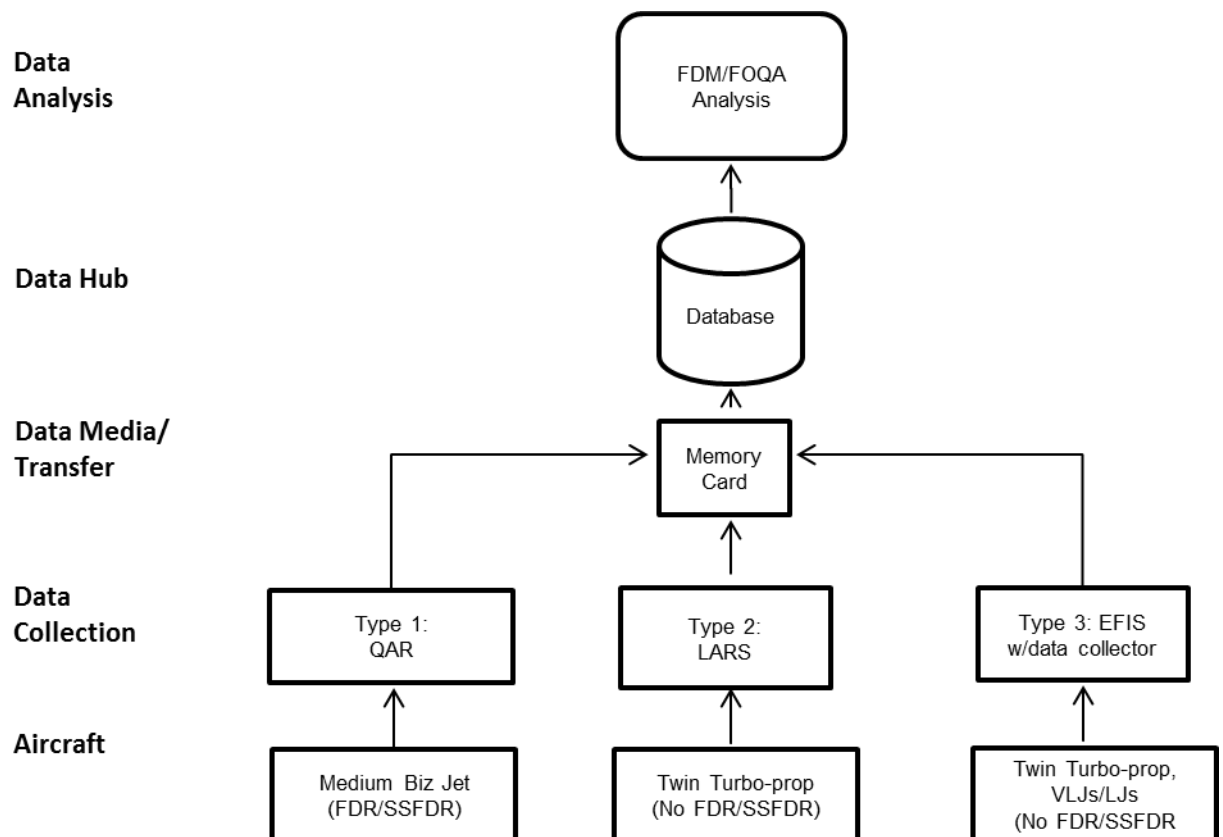 Data
Analysis
FDM/FOQA
Analysis
Data Hub
Database
Data Media/
Transfer
Memory
Card
Data
Collection
Type 1:
QAR
Type 2:
LARS
Type 3: EFIS
w/data collector
Aircraft
Medium Biz Jet
(FDR/SSFDR)
Twin Turbo-prop
(No FDR/SSFDR)
Twin Turbo-prop,
VLJs/LJs
(No FDR/SSFDR